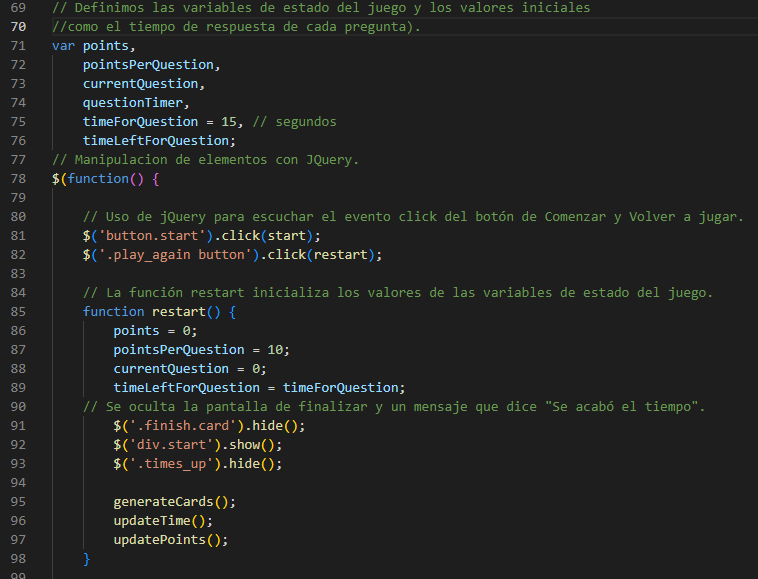 69 // Definimos las variables de estado del juego y los valores iniciales
70 //como el tiempo de respuesta de cada pregunta).
71 var points,
72 pointsPerQuestion,
73 currentQuestion,
74 questionTimer,
75 timeForQuestion = 15, // segundos
76 timeLeftForQuestion;
77 // Manipulacion de elementos con JQuery.
78 $(function() {
79
80 // Uso de jQuery para escuchar el evento click del botón de Comenzar y Volver a jugar.
81 $('button.start').click(start);
82 $('.play_again button').click(restart);
83
84 // La función restart inicializa los valores de las variables de estado del juego.
85 function restart() {
86 points = 0;
87 pointsPerQuestion = 10;
88 currentQuestion = 0;
89 timeLeftForQuestion = timeForQuestion;
90 // Se oculta la pantalla de finalizar y un mensaje que dice "Se acabó el tiempo".
91 $('.finish.card').hide();
92 $('div.start').show();
93 $('.times_up').hide();
94
95 generateCards();
96 updateTime();
97 updatePoints();
98 }
99